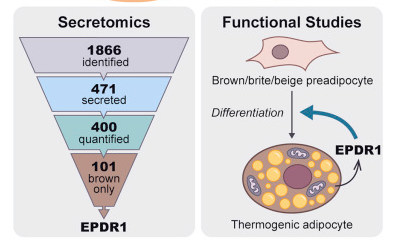 Secretomics
1866
identified
471
secreted
400
quantified
101
brown
only
EPDR1
Functional Studies
Brown/brite/beige preadipocyte
Differentiation
EPDR1
Thermogenic adipocyte